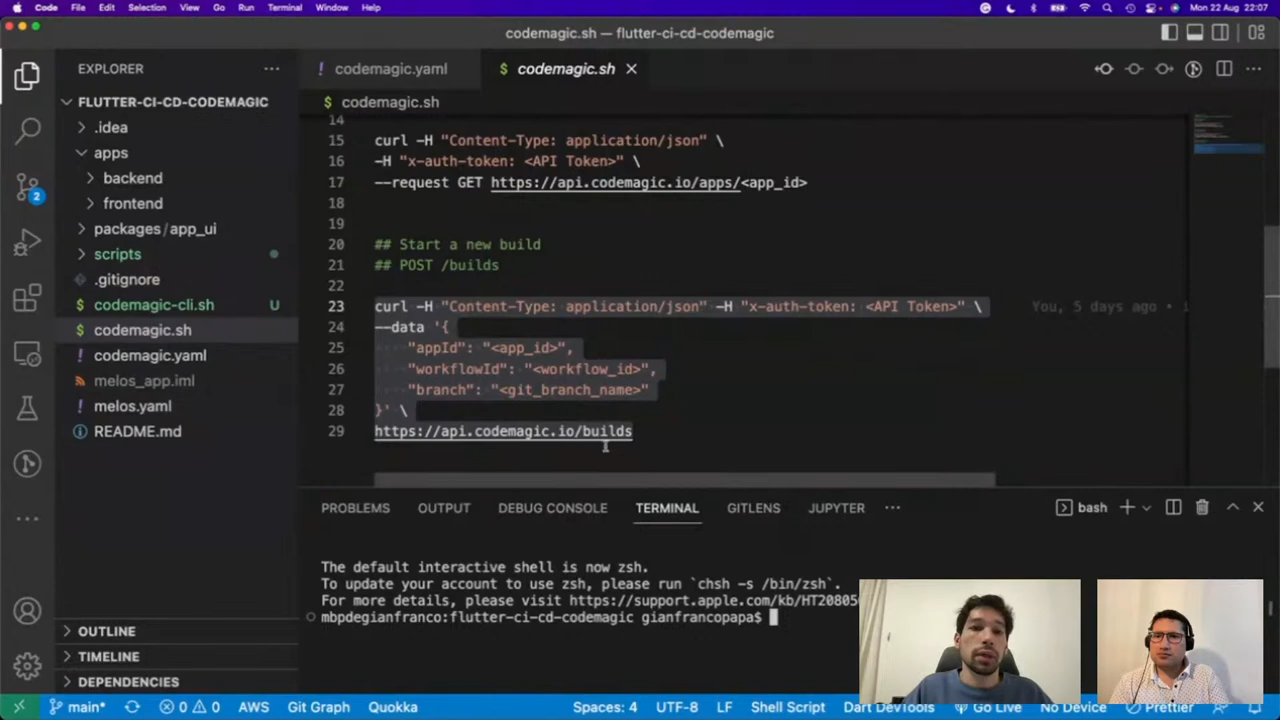 Code File Edit Selection View Go Run Terminal Window Help Mon 22 Aug 22:07
codemagic.sh — flutter-ci-cd-codemagic
EXPLORER
FLUTTER-CI-CD-CODEMAGIC
.idea
apps
backend
frontend
packages/app_ui
scripts
.gitignore
codemagic-cli.sh U
codemagic.sh
codemagic.yaml
melos_app.iml
melos.yaml
README.md
OUTLINE
TIMELINE
DEPENDENCIES
2
codemagic.yaml $ codemagic.sh
$ codemagic.sh
14
15 curl -H "Content-Type: application/json" \
16 -H "x-auth-token: <API Token>" \
17 --request GET https://api.codemagic.io/apps/<app_id>
18
19
20 ## Start a new build
21 ## POST /builds
22
23 curl -H "Content-Type: application/json" -H "x-auth-token: <API Token>" \ You, 5 days ago •
24 --data '{
25 "appId": "<app_id>",
26 "workflowId": "<workflow_id>",
27 "branch": "<git_branch_name>"
28 }' \
29 https://api.codemagic.io/builds
PROBLEMS OUTPUT DEBUG CONSOLE TERMINAL GITLENS JUPYTER bash
The default interactive shell is now zsh.
To update your account to use zsh, please run `chsh -s /bin/zsh`.
For more details, please visit https://support.apple.com/kb/HT20805
mbpdegianfranco:flutter-ci-cd-codemagic gianfrancopapa$
main* 0 0 AWS Git Graph Quokka Spaces: 4 UTF-8 LF Shell Script Dart DevTools Go Live No Device Prettier